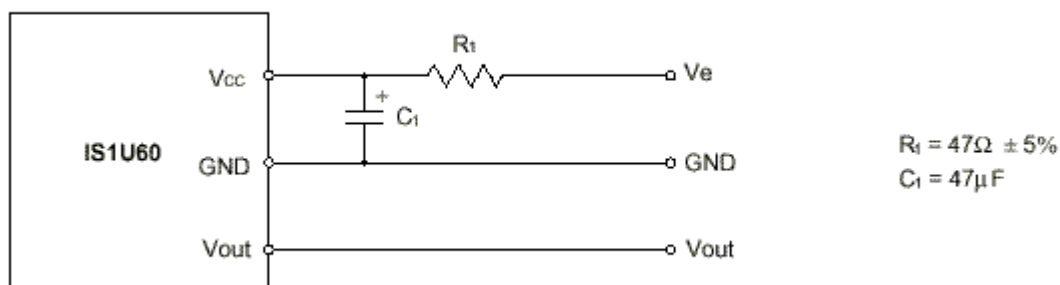 R₁
Vcc
Ve
+
C₁
IS1U60
GND
GND
R₁ = 47Ω ± 5%
C₁ = 47μF
Vout
Vout